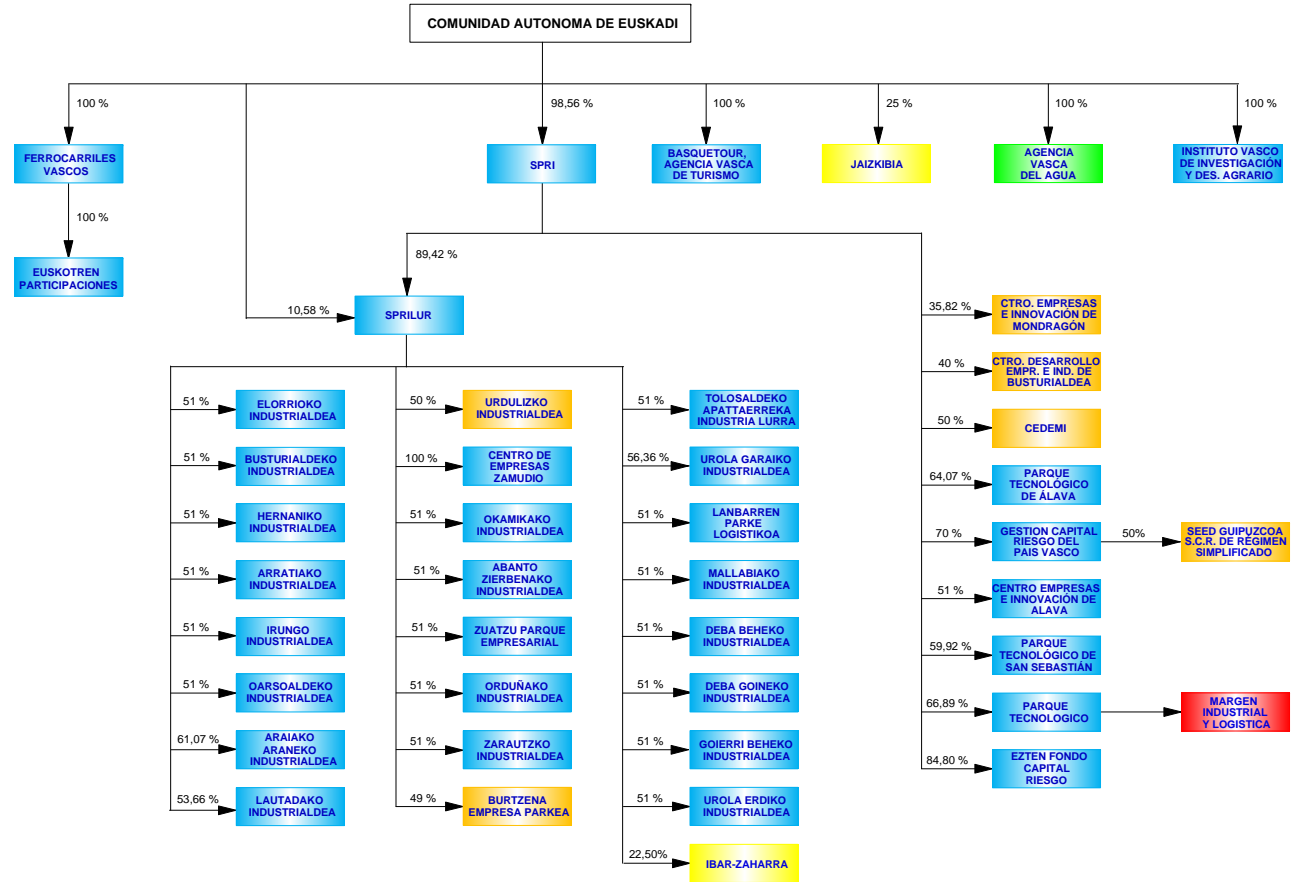 COMUNIDAD AUTONOMA DE EUSKADI
100 %
98,56 %
100 %
25 %
100 %
100 %
FERROCARRILES
VASCOS
SPRI
BASQUETOUR,
AGENCIA VASCA
DE TURISMO
JAIZKIBIA
AGENCIA
VASCA
DEL AGUA
INSTITUTO VASCO
DE INVESTIGACIÓN
Y DES. AGRARIO
100 %
EUSKOTREN
PARTICIPACIONES
89,42 %
10,58 %
SPRILUR
51 %
ELORRIOKO
INDUSTRIALDEA
51 %
BUSTURIALDEKO
INDUSTRIALDEA
51 %
HERNANIKO
INDUSTRIALDEA
51 %
ARRATIAKO
INDUSTRIALDEA
51 %
IRUNGO
INDUSTRIALDEA
51 %
OARSOALDEKO
INDUSTRIALDEA
61,07 %
ARAIAKO
ARANEKO
INDUSTRIALDEA
53,66 %
LAUTADAKO
INDUSTRIALDEA
50 %
URDULIZKO
INDUSTRIALDEA
100 %
CENTRO DE
EMPRESAS
ZAMUDIO
51 %
OKAMIKAKO
INDUSTRIALDEA
51 %
ABANTO
ZIERBENAKO
INDUSTRIALDEA
51 %
ZUATZU PARQUE
EMPRESARIAL
51 %
ORDUÑAKO
INDUSTRIALDEA
51 %
ZARAUTZKO
INDUSTRIALDEA
49 %
BURTZENA
EMPRESA PARKEA
51 %
TOLOSALDEKO
APATTAERREKA
INDUSTRIA LURRA
56,36 %
UROLA GARAIKO
INDUSTRIALDEA
51 %
LANBARREN
PARKE
LOGISTIKOA
51 %
MALLABIAKO
INDUSTRIALDEA
51 %
DEBA BEHEKO
INDUSTRIALDEA
51 %
DEBA GOINEKO
INDUSTRIALDEA
51 %
GOIERRI BEHEKO
INDUSTRIALDEA
51 %
UROLA ERDIKO
INDUSTRIALDEA
22,50%
IBAR-ZAHARRA
35,82 %
CTRO. EMPRESAS
E INNOVACIÓN DE
MONDRAGÓN
40 %
CTRO. DESARROLLO
EMPR. E IND. DE
BUSTURIALDEA
50 %
CEDEMI
64,07 %
PARQUE
TECNOLÓGICO
DE ÁLAVA
70 %
GESTION CAPITAL
RIESGO DEL
PAIS VASCO
50%
SEED GUIPUZCOA
S.C.R. DE RÉGIMEN
SIMPLIFICADO
51 %
CENTRO EMPRESAS
E INNOVACIÓN DE
ALAVA
59,92 %
PARQUE
TECNOLÓGICO DE
SAN SEBASTIÁN
66,89 %
PARQUE
TECNOLOGICO
MARGEN
INDUSTRIAL
Y LOGISTICA
84,80 %
EZTEN FONDO
CAPITAL
RIESGO